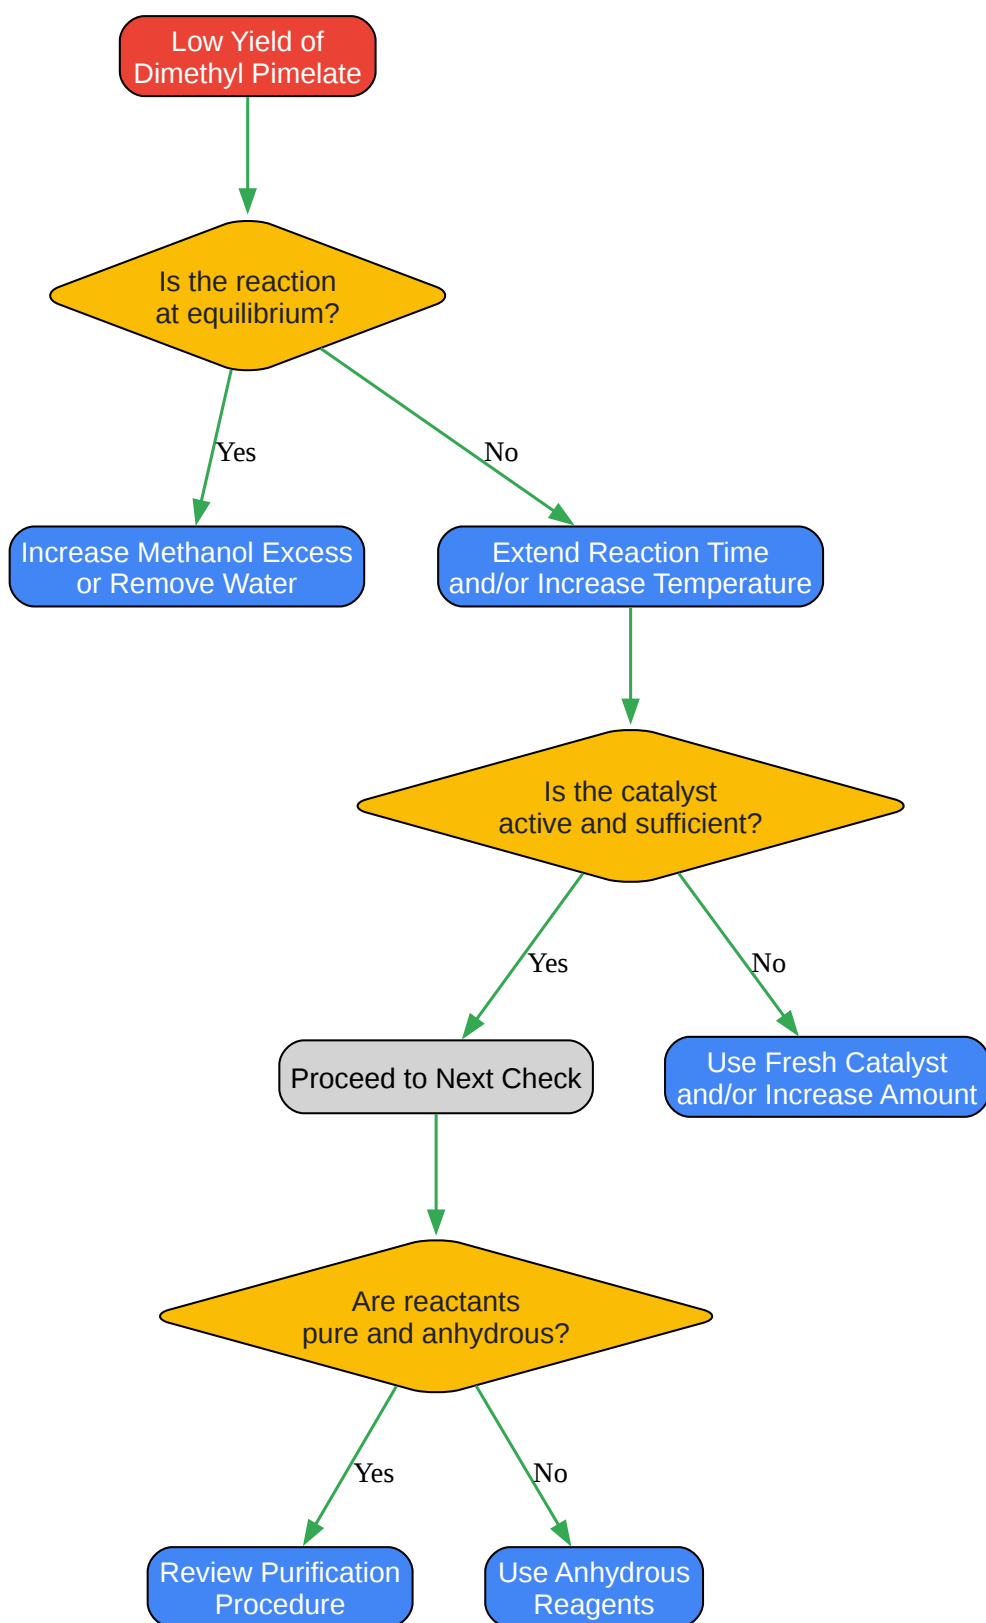 Low Yield of
Dimethyl Pimelate
Is the reaction
at equilibrium?
Yes
No
Increase Methanol Excess
or Remove Water
Extend Reaction Time
and/or Increase Temperature
Is the catalyst
active and sufficient?
Yes
No
Proceed to Next Check
Use Fresh Catalyst
and/or Increase Amount
Are reactants
pure and anhydrous?
Yes
No
Review Purification
Procedure
Use Anhydrous
Reagents